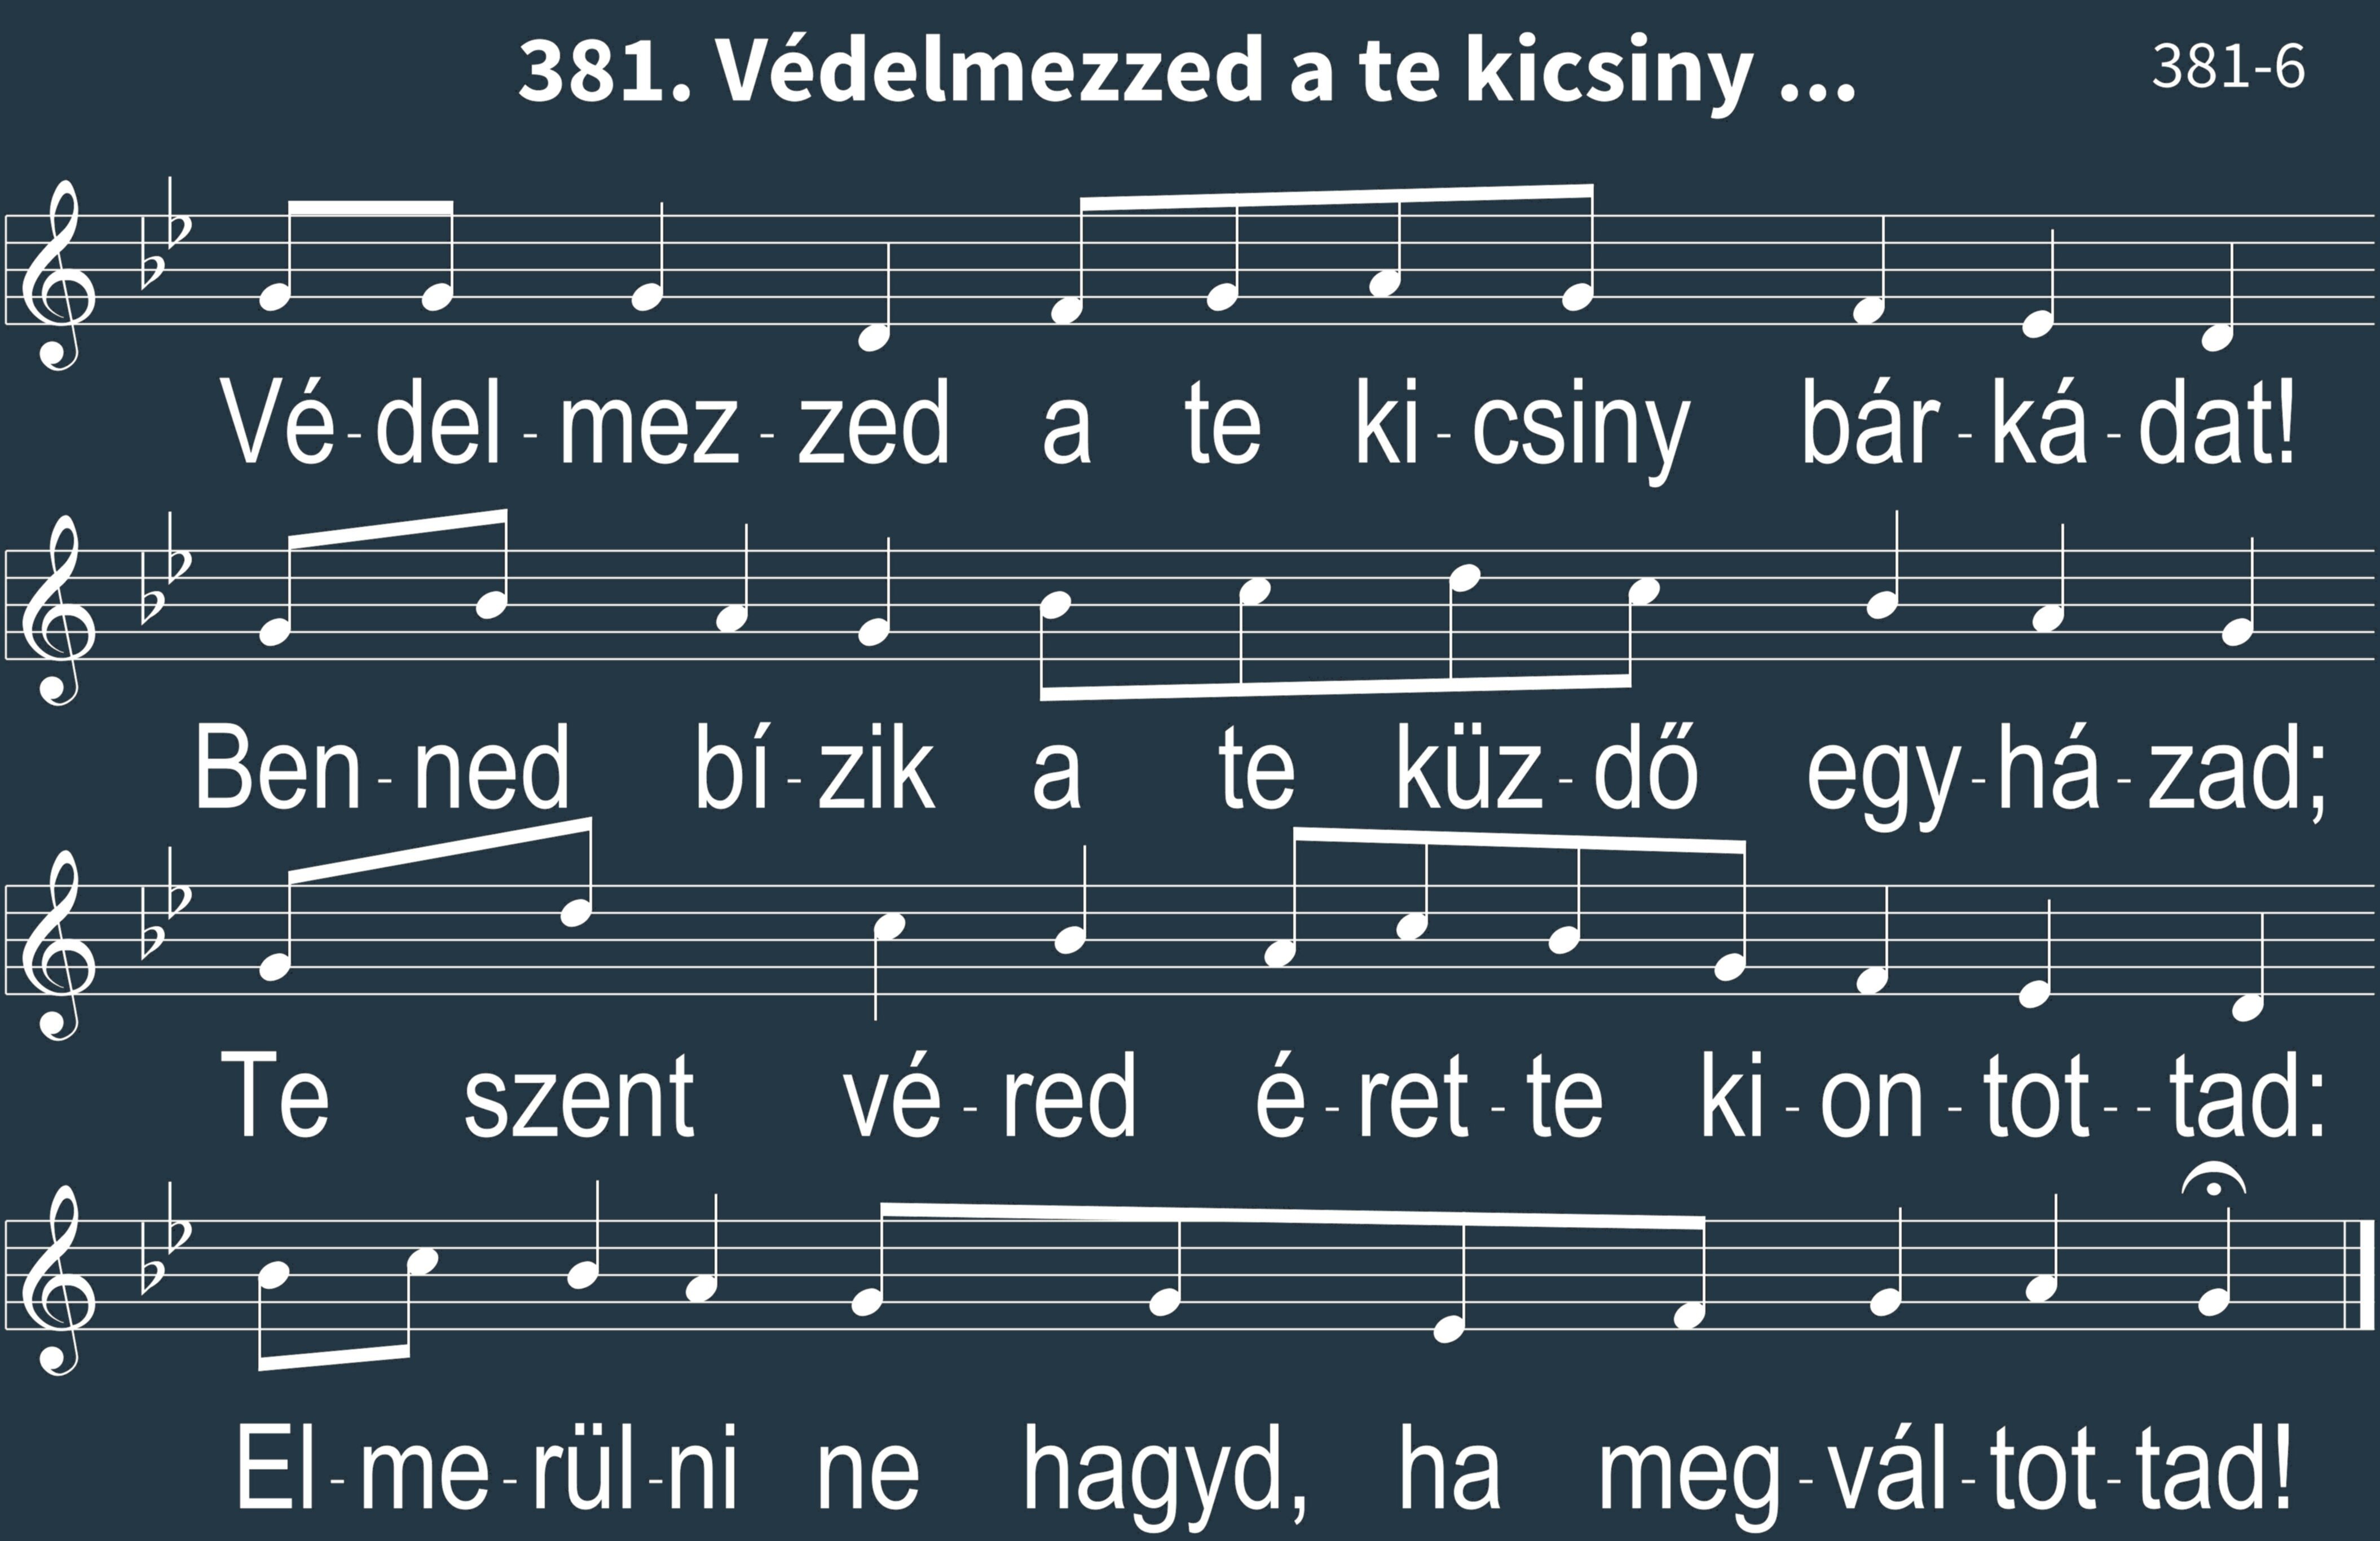 381. Védelmezzed a te kicsiny ...
381-6
Vé-del-mez-zed a te ki-csiny bár-ká-dat!
Ben-ned bí-zik a te küz-dő egy-há-zad;
Te szent vé-red é-ret-te ki-on-tot--tad:
El-me-rül-ni ne hagyd, ha meg-vál-tot-tad!